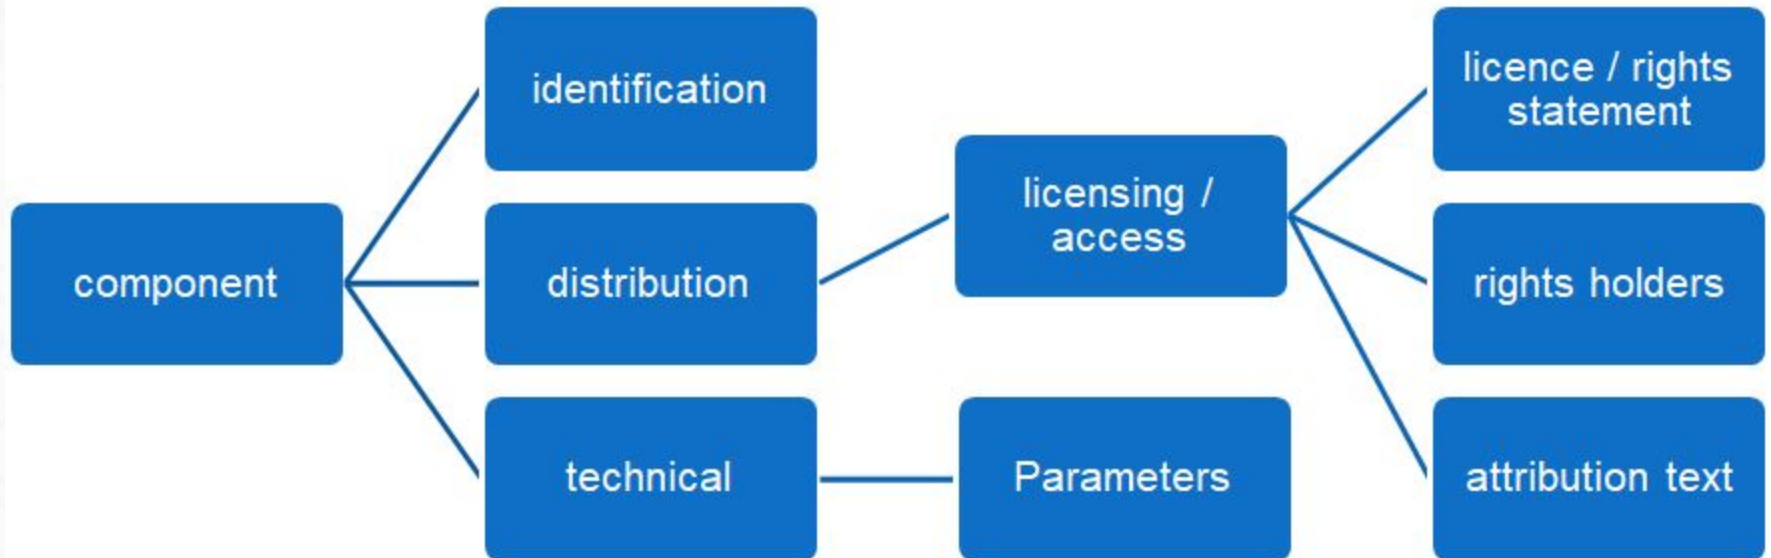 component
identification
distribution
technical
licensing /
access
Parameters
licence / rights
statement
rights holders
attribution text